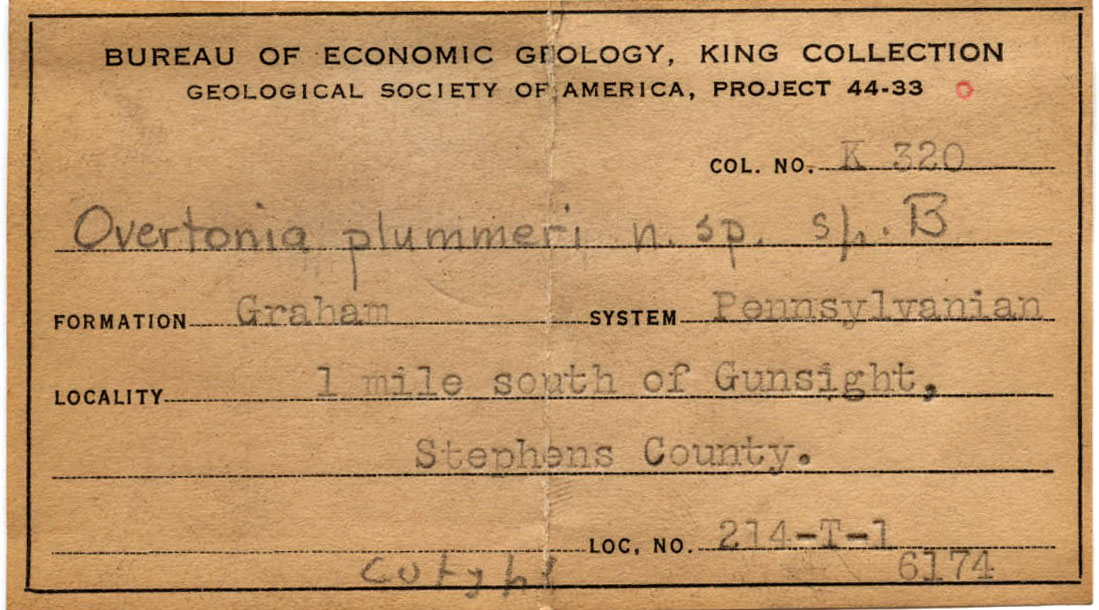 BUREAU OF ECONOMIC GEOLOGY, KING COLLECTION
GEOLOGICAL SOCIETY OF AMERICA, PROJECT 44-33
COL. NO. K 320
Overtonia plummeri n. sp. sp. B
FORMATION Graham SYSTEM Pennsylvanian
LOCALITY 1 mile south of Gunsight,
Stephens County.
LOC. NO. 214-T-1
6174